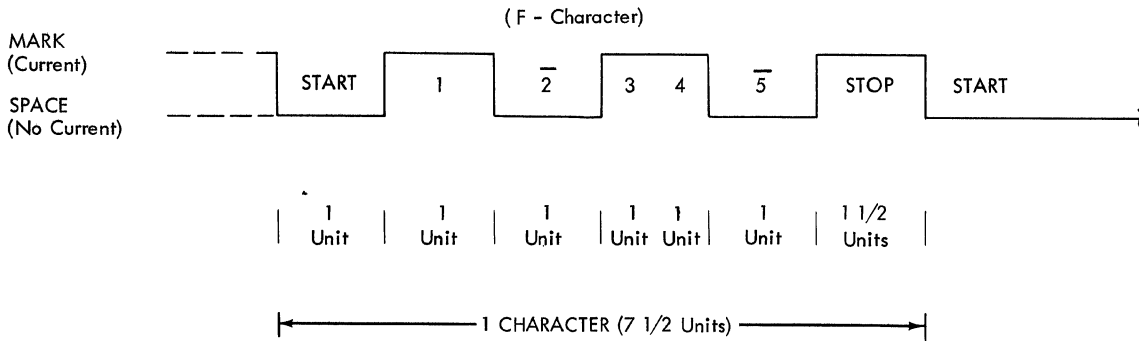 (F - Character)
MARK
(Current)
SPACE
(No Current)
START 1 2̅ 3 4 5̅ STOP START
1 1 1 1 1 1 1 1/2
Unit Unit Unit Unit Unit Unit Units
1 CHARACTER (7 1/2 Units)